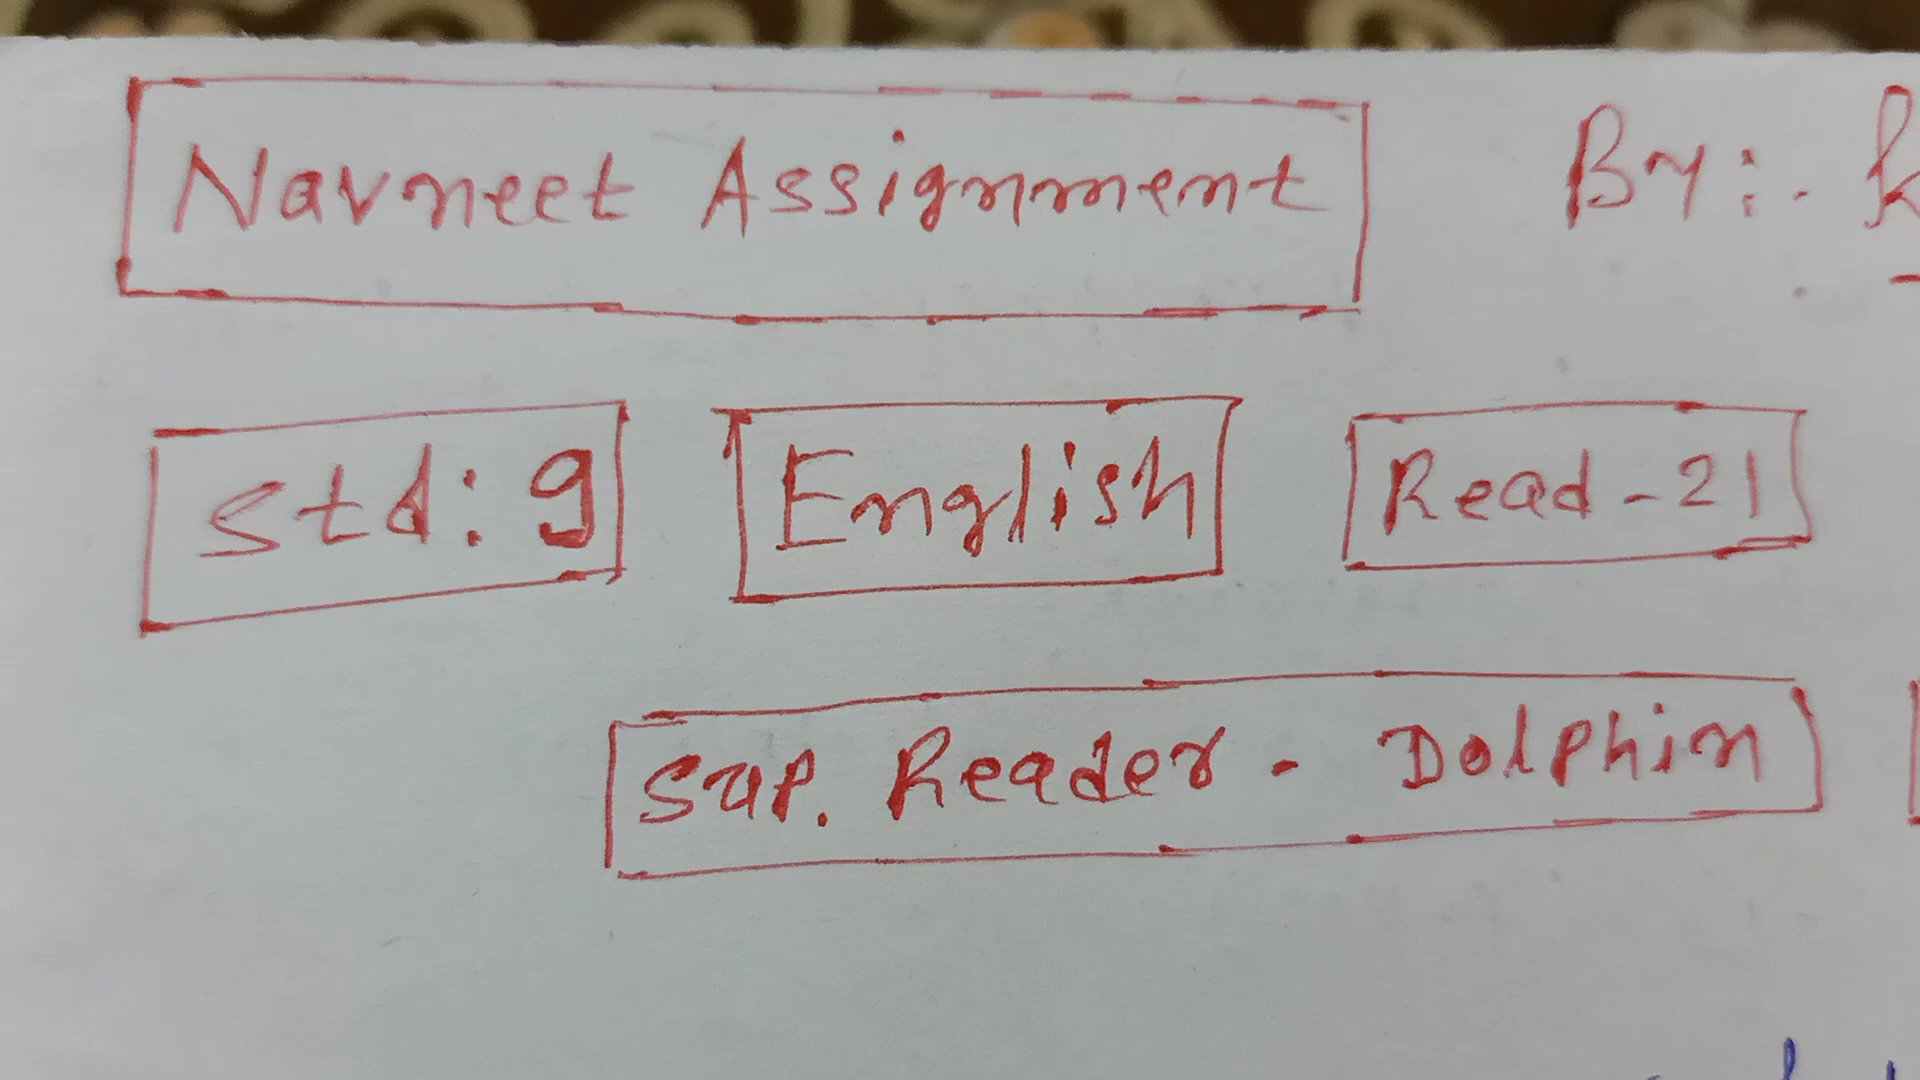 Navneet Assignment By:-
Std: 9 English Read-21
Sup. Reader - Dolphin